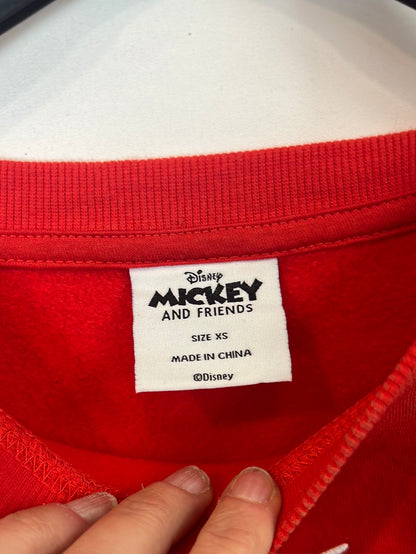 Disney
MICKEY
AND FRIENDS
SIZE XS
MADE IN CHINA
©Disney